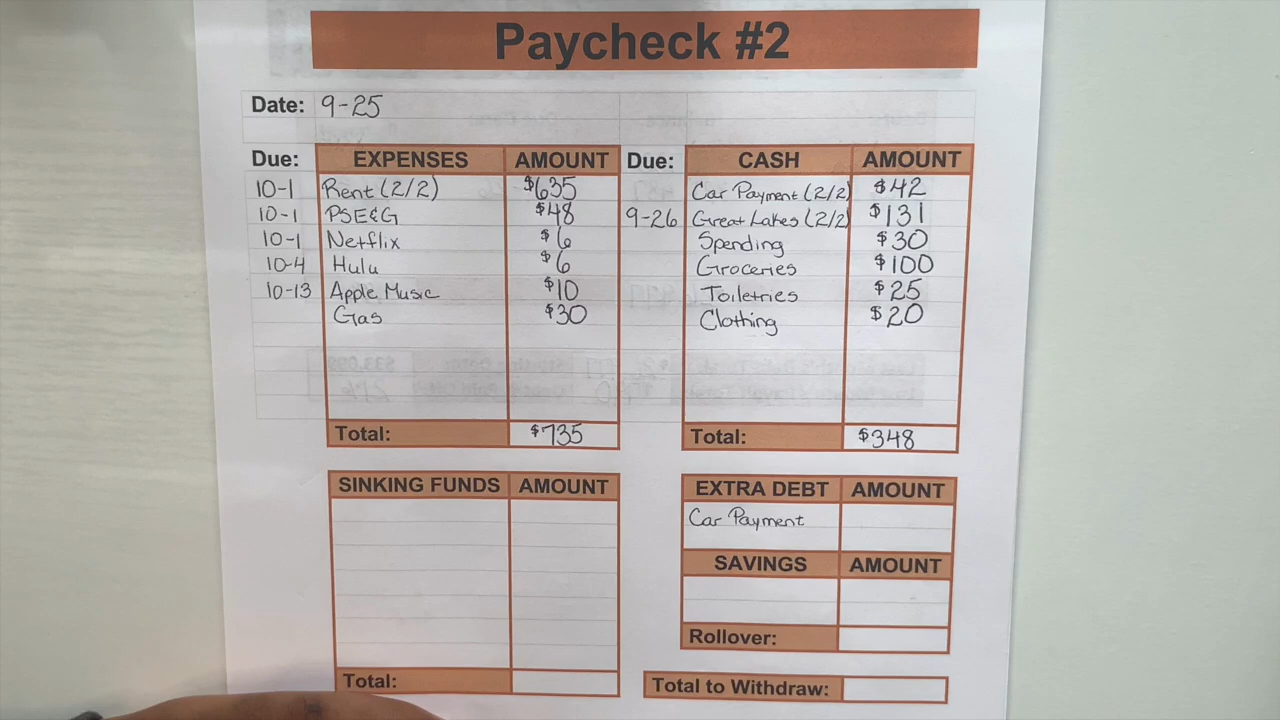 Paycheck #2
Date: 9-25
Due: EXPENSES AMOUNT
10-1 Rent (2/2) $635
10-1 PSE&G $48
10-1 Netflix $6
10-4 Hulu $6
10-13 Apple Music $10
Gas $30
Total: $735
Due: CASH AMOUNT
Car Payment (2/2) $42
9-26 Great Lakes (2/2) $131
Spending $30
Groceries $100
Toiletries $25
Clothing $20
Total: $348
SINKING FUNDS AMOUNT
Total:
EXTRA DEBT AMOUNT
Car Payment
SAVINGS AMOUNT
Rollover:
Total to Withdraw: